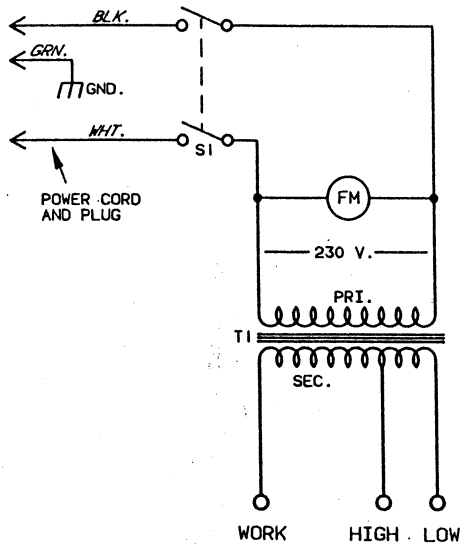 BLK.
GRN.
GND.
WHT.
S1
POWER CORD
AND PLUG
FM
230 V.
PRI.
T1
SEC.
WORK HIGH LOW